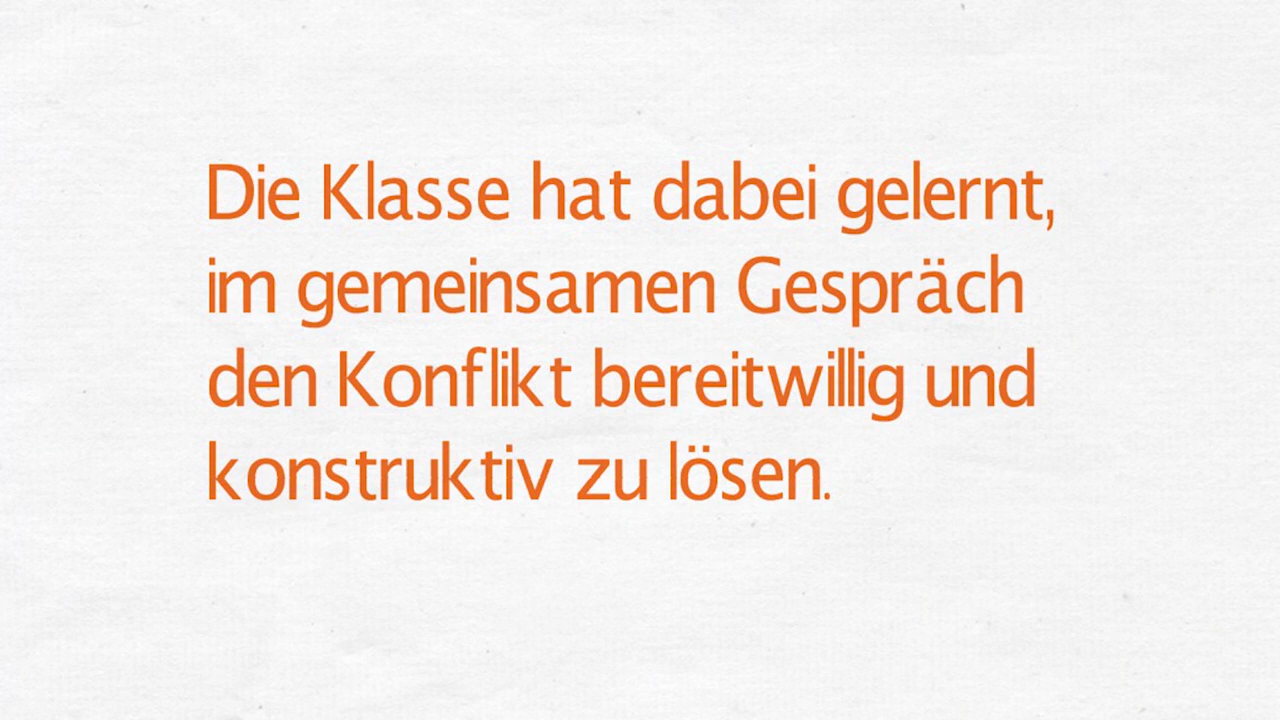 Die Klasse hat dabei gelernt,
im gemeinsamen Gespräch
den Konflikt bereitwillig und
konstruktiv zu lösen.